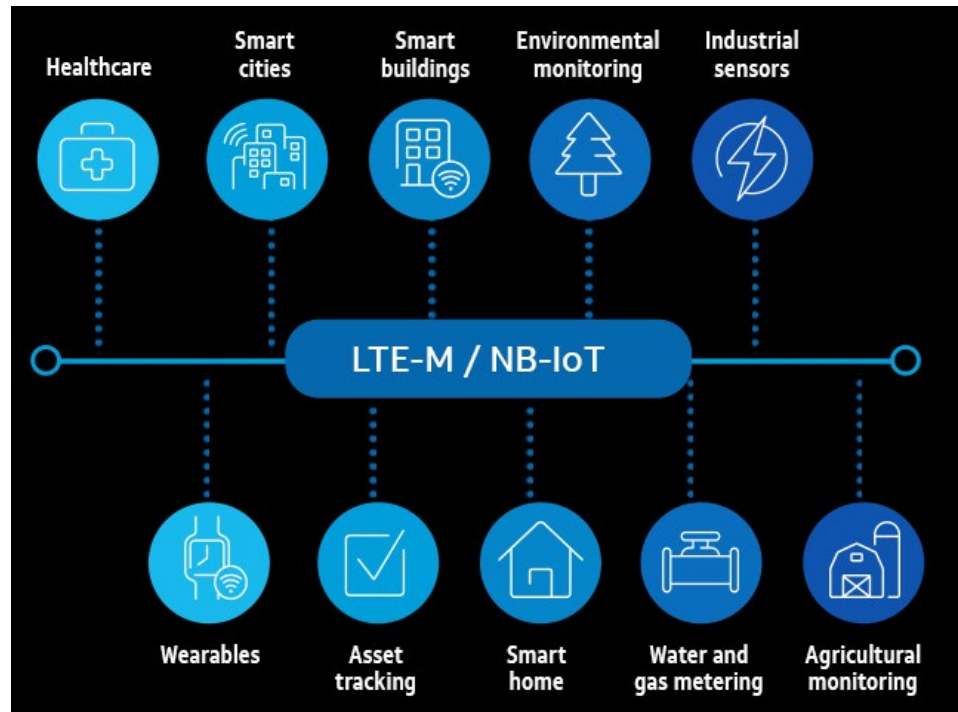 Healthcare
Smart
cities
Smart
buildings
Environmental
monitoring
Industrial
sensors
LTE-M / NB-IoT
Wearables
Asset
tracking
Smart
home
Water and
gas metering
Agricultural
monitoring